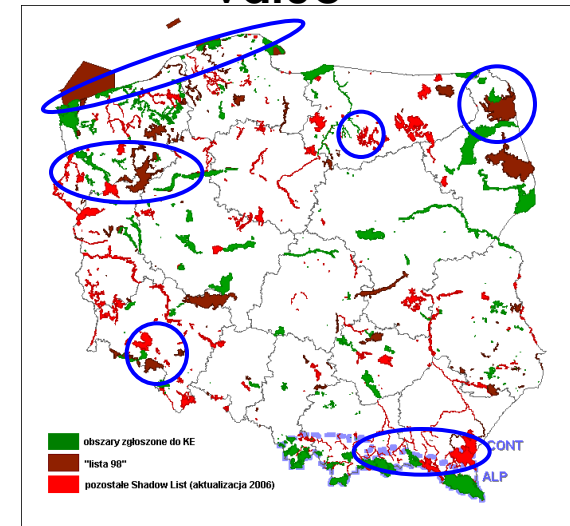 CONT
ALP
obszary zgłoszone do KE
"lista 98"
pozostałe Shadow List (aktualizacja 2006)